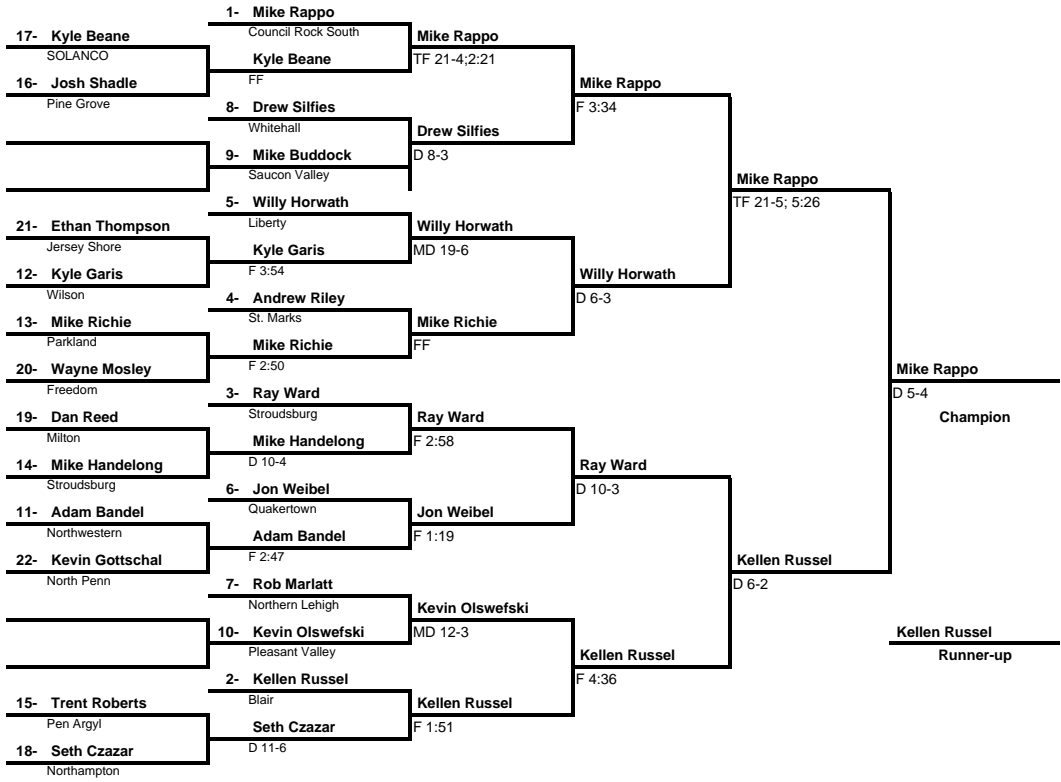 1- Mike Rappo
Council Rock South
17- Kyle Beane
SOLANCO
Mike Rappo
TF 21-4;2:21
Kyle Beane
FF
16- Josh Shadle
Pine Grove
Mike Rappo
F 3:34
8- Drew Silfies
Whitehall
Drew Silfies
D 8-3
9- Mike Buddock
Saucon Valley
Mike Rappo
TF 21-5; 5:26
5- Willy Horwath
Liberty
21- Ethan Thompson
Jersey Shore
Willy Horwath
MD 19-6
Kyle Garis
F 3:54
12- Kyle Garis
Wilson
Willy Horwath
D 6-3
4- Andrew Riley
St. Marks
13- Mike Richie
Parkland
Mike Richie
FF
Mike Richie
F 2:50
20- Wayne Mosley
Freedom
Mike Rappo
D 5-4
Champion
3- Ray Ward
Stroudsburg
19- Dan Reed
Milton
Ray Ward
F 2:58
Mike Handelong
D 10-4
14- Mike Handelong
Stroudsburg
Ray Ward
D 10-3
6- Jon Weibel
Quakertown
11- Adam Bandel
Northwestern
Jon Weibel
F 1:19
Adam Bandel
F 2:47
22- Kevin Gottschal
North Penn
Kellen Russel
D 6-2
7- Rob Marlatt
Northern Lehigh
Kevin Olswefski
MD 12-3
10- Kevin Olswefski
Pleasant Valley
Kellen Russel
Runner-up
Kellen Russel
F 4:36
2- Kellen Russel
Blair
15- Trent Roberts
Pen Argyl
Kellen Russel
F 1:51
Seth Czazar
D 11-6
18- Seth Czazar
Northampton